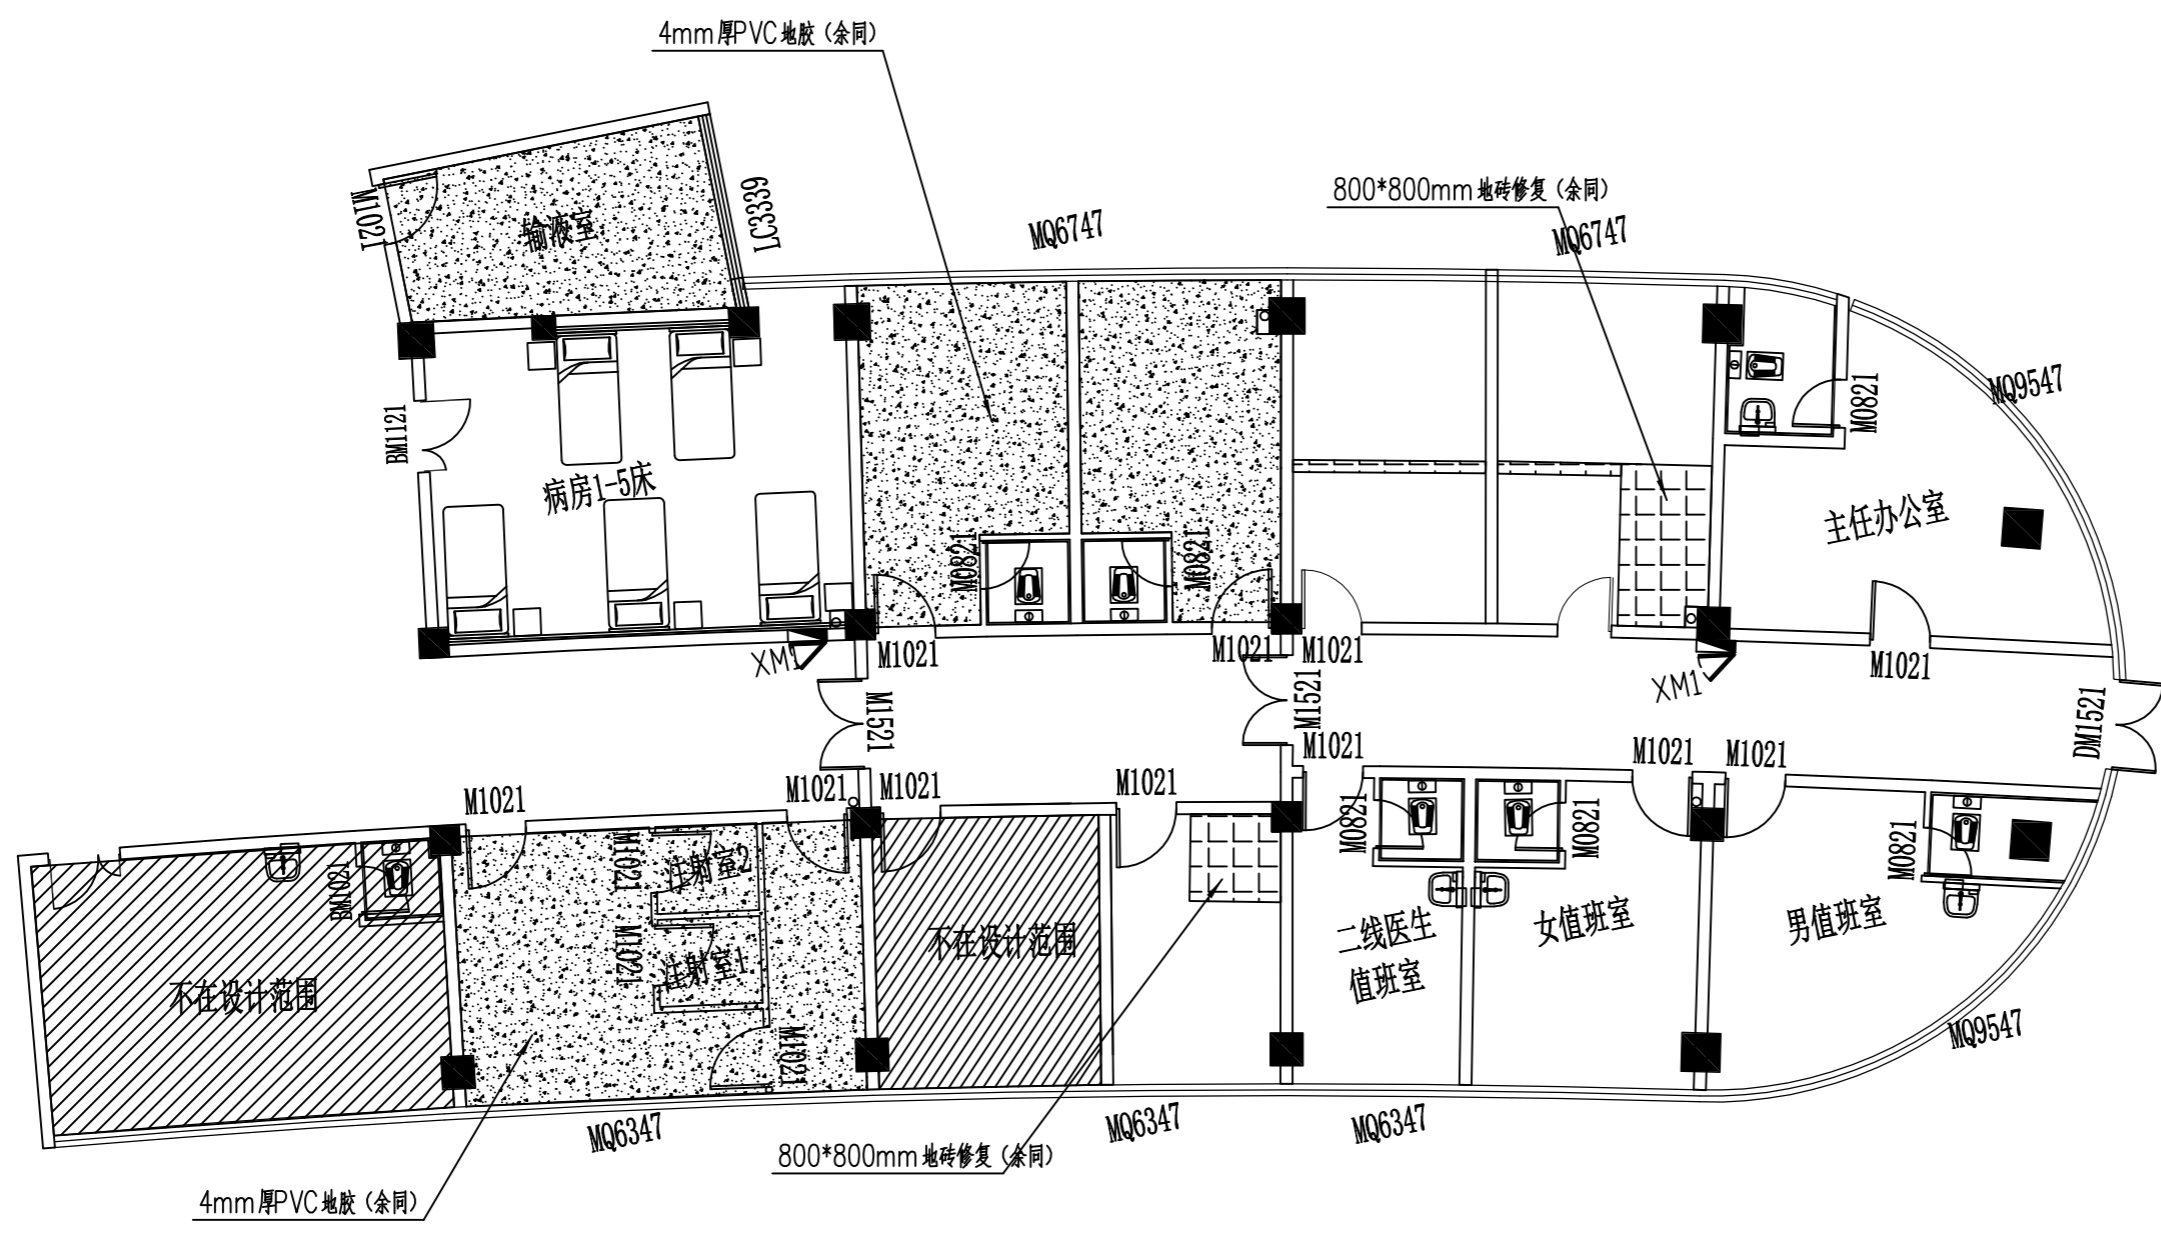 4mm厚PVC地胶(余同)
800*800mm地砖修复(余同)
MQ6747
MQ6747
LC3339
M1021
输液室
MQ9547
M0821
BM1121
病房1-5床
主任办公室
M0821
M0821
XM1
M1021
M1021
M1021
XM1
M1021
M1521
M1521
DM1521
M1021
M1021
M1021
M1021
M1021
M1021
M1021
M0821
M0821
M0821
BM1021
M1021
注射室2
M1021
注射室1
M1021
不在设计范围
不在设计范围
二线医生
值班室
女值班室
男值班室
MQ9547
MQ6347
MQ6347
MQ6347
800*800mm地砖修复(余同)
4mm厚PVC地胶(余同)